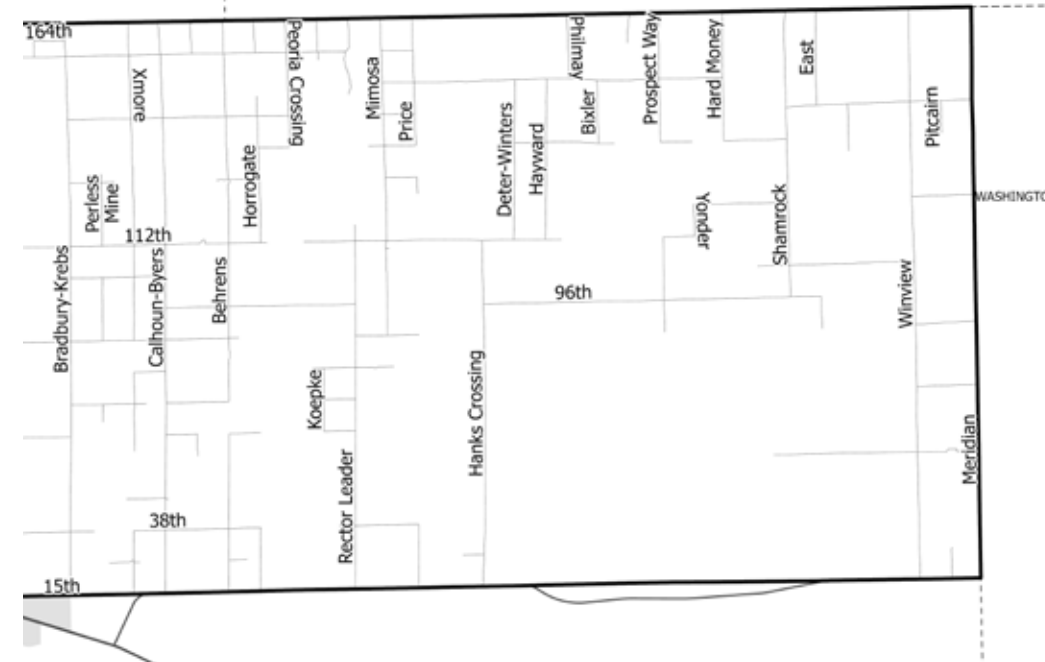 164th
Peoria Crossing
Philmay
Prospect Way
Hard Money
East
Xmore
Mimosa
Price
Bixler
Pitcairn
Deter-Winters
Hayward
Horrogate
Perless
Mine
Yonder
Shamrock
WASHINGTO
112th
Bradbury-Krebs
Calhoun-Byers
Behrens
96th
Winview
Koepke
Hanks Crossing
Meridian
Rector Leader
38th
15th